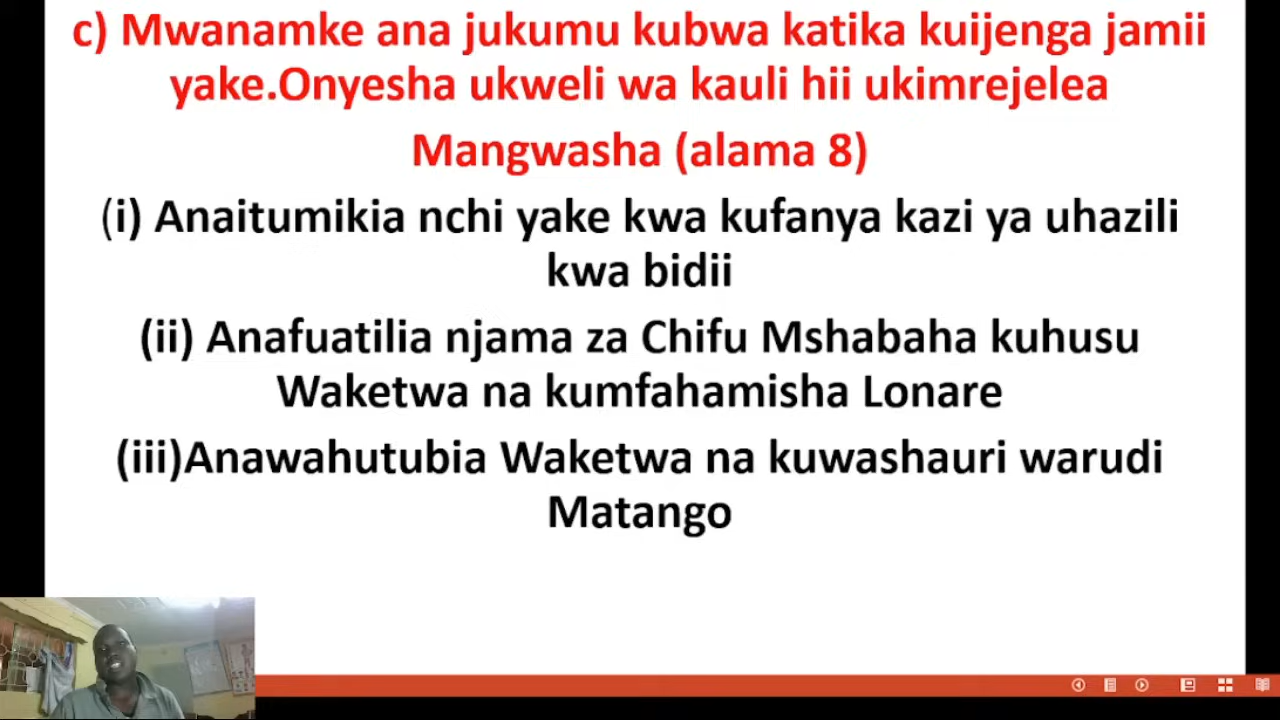 c) Mwanamke ana jukumu kubwa katika kuijenga jamii
yake.Onyesha ukweli wa kauli hii ukimrejelea
Mangwasha (alama 8)
(i) Anaitumikia nchi yake kwa kufanya kazi ya uhazili
kwa bidii
(ii) Anafuatilia njama za Chifu Mshabaha kuhusu
Waketwa na kumfahamisha Lonare
(iii)Anawahutubia Waketwa na kuwashauri warudi
Matango